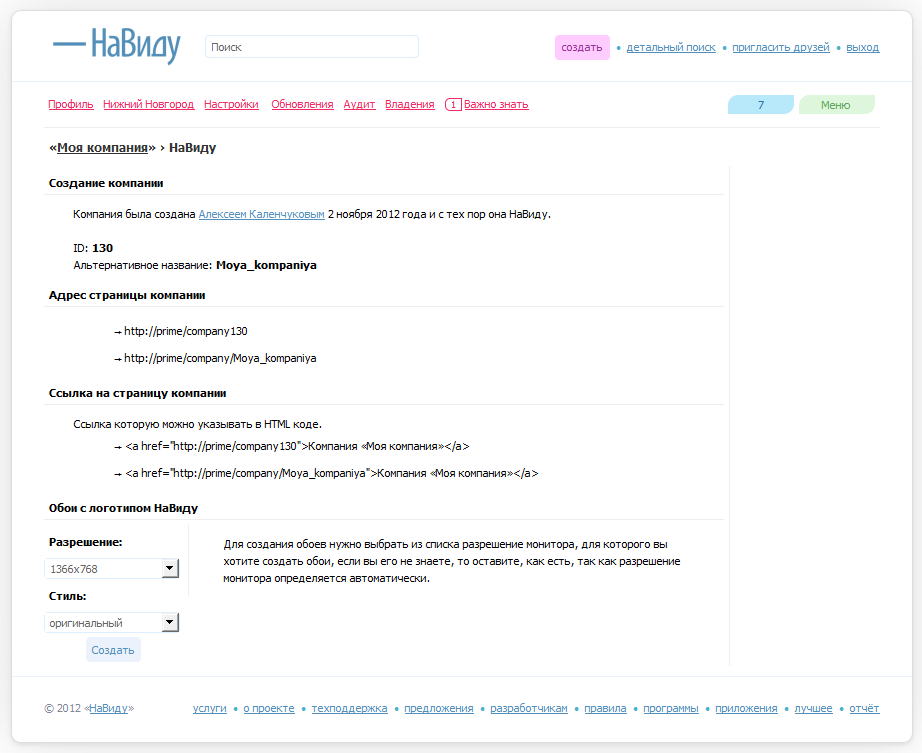 НаВиду
Поиск
создать • детальный поиск • пригласить друзей • выход
Профиль Нижний Новгород Настройки Обновления Аудит Владения 1 Важно знать
7 Меню
«Моя компания» › НаВиду
Создание компании
Компания была создана Алексеем Каленчуковым 2 ноября 2012 года и с тех пор она НаВиду.
ID: 130
Альтернативное название: Moya_kompaniya
Адрес страницы компании
→ http://prime/company130
→ http://prime/company/Moya_kompaniya
Ссылка на страницу компании
Ссылка которую можно указывать в HTML коде.
→ <a href="http://prime/company130">Компания «Моя компания»</a>
→ <a href="http://prime/company/Moya_kompaniya">Компания «Моя компания»</a>
Обои с логотипом НаВиду
Разрешение:
1366x768
Стиль:
оригинальный
Создать
Для создания обоев нужно выбрать из списка разрешение монитора, для которого вы
хотите создать обои, если вы его не знаете, то оставите, как есть, так как разрешение
монитора определяется автоматически.
© 2012 «НаВиду»
услуги • о проекте • техподдержка • предложения • разработчикам • правила • программы • приложения • лучшее • отчёт